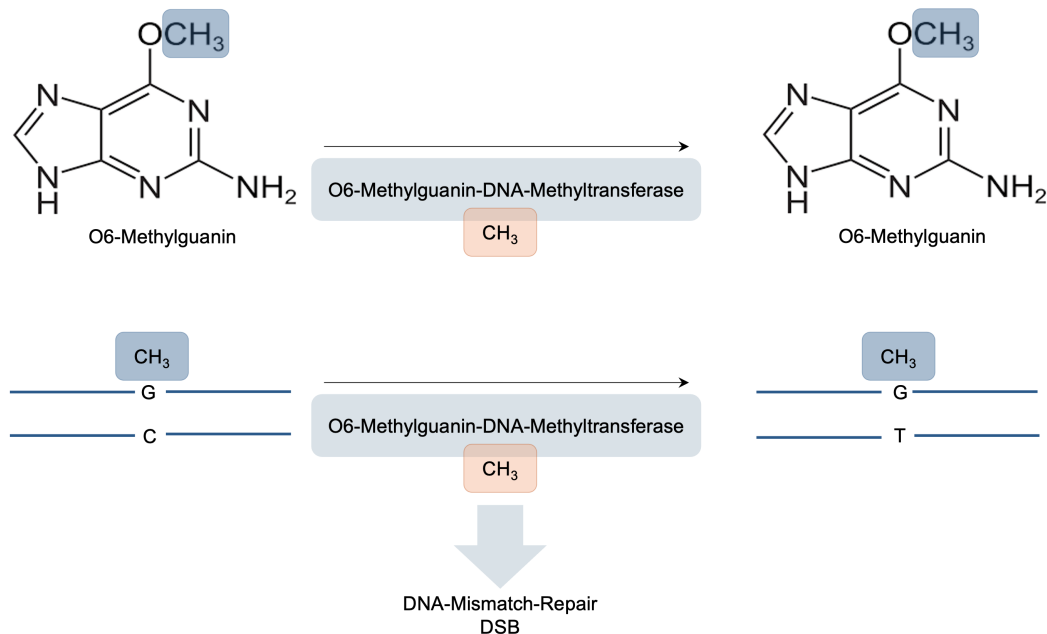 OCH₃
N
N
N
H
N
NH₂
O6-Methylguanin
O6-Methylguanin-DNA-Methyltransferase
CH₃
OCH₃
N
N
N
H
N
NH₂
O6-Methylguanin
CH₃
G
C
O6-Methylguanin-DNA-Methyltransferase
CH₃
CH₃
G
T
DNA-Mismatch-Repair
DSB